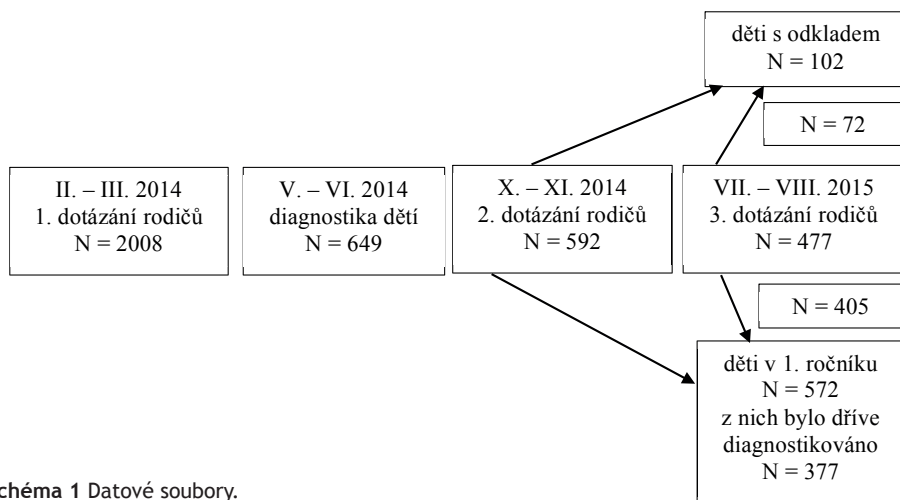 děti s odkladem
N = 102
N = 72
II. – III. 2014
1. dotázání rodičů
N = 2008
V. – VI. 2014
diagnostika dětí
N = 649
X. – XI. 2014
2. dotázání rodičů
N = 592
VII. – VIII. 2015
3. dotázání rodičů
N = 477
N = 405
děti v 1. ročníku
N = 572
z nich bylo dříve
diagnostikováno
N = 377
chéma 1 Datové soubory.